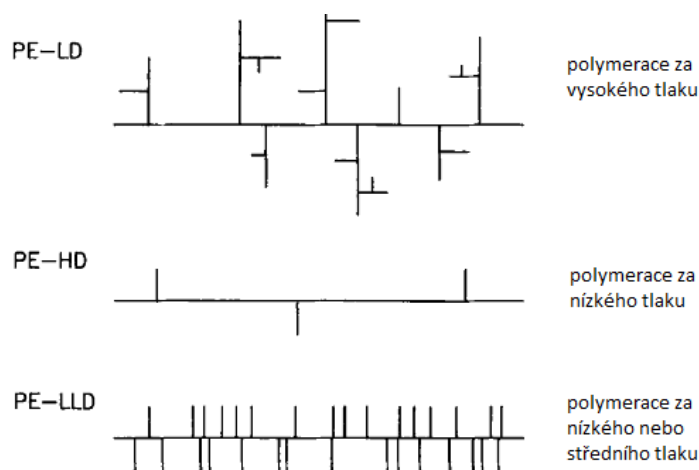 PE-LD
polymerace za
vysokého tlaku
PE-HD
polymerace za
nízkého tlaku
PE-LLD
polymerace za
nízkého nebo
středního tlaku